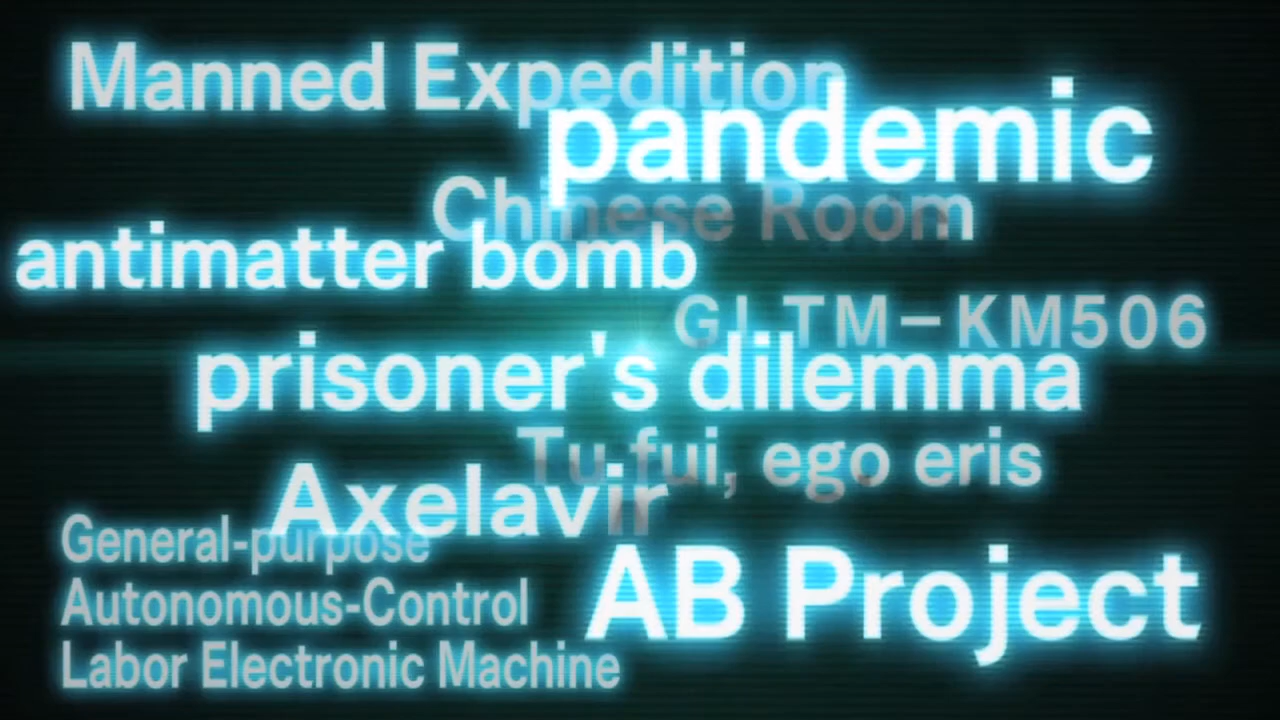 Manned Expedition
pandemic
Chinese Room
antimatter bomb
GLTM-KM506
prisoner's dilemma
Tu fui, ego eris
Axelavir
General-purpose
Autonomous-Control
Labor Electronic Machine
AB Project